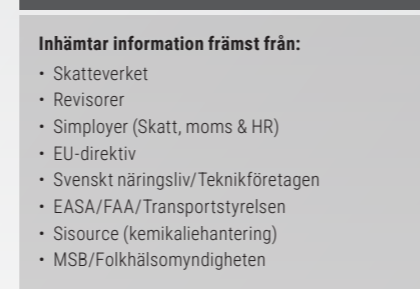 Inhämtar information främst från:
• Skatteverket
• Revisorer
• Simployer (Skatt, moms & HR)
• EU-direktiv
• Svenskt näringsliv/Teknikföretagen
• EASA/FAA/Transportstyrelsen
• Sisource (kemikaliehantering)
• MSB/Folkhälsomyndigheten